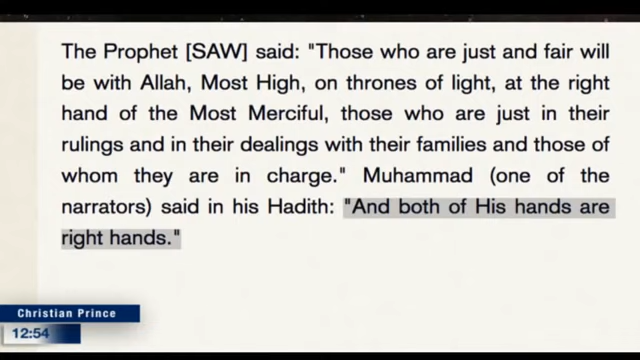 The Prophet [SAW] said: "Those who are just and fair will
be with Allah, Most High, on thrones of light, at the right
hand of the Most Merciful, those who are just in their
rulings and in their dealings with their families and those of
whom they are in charge." Muhammad (one of the
narrators) said in his Hadith: "And both of His hands are
right hands."
Christian Prince
12:54